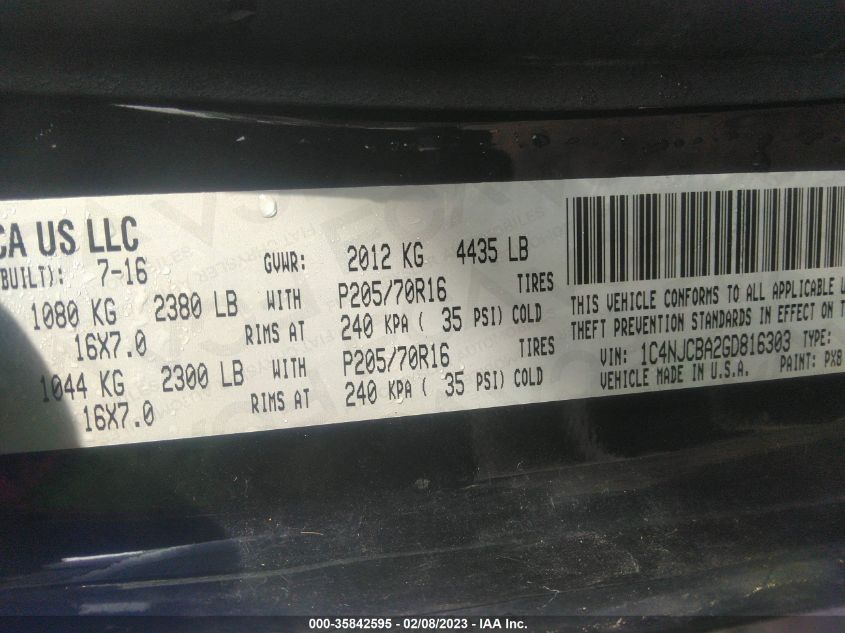 CA US LLC
BUILT): 7-16 GVWR: 2012 KG 4435 LB
1080 KG 2380 LB WITH P205/70R16 TIRES
16X7.0 RIMS AT 240 KPA ( 35 PSI) COLD
1044 KG 2300 LB WITH P205/70R16 TIRES
16X7.0 RIMS AT 240 KPA ( 35 PSI) COLD
THIS VEHICLE CONFORMS TO ALL APPLICABLE U
THEFT PREVENTION STANDARDS IN EFFECT ON T
VIN: 1C4NJCBA2GD816303 TYPE:
VEHICLE MADE IN U.S.A. PAINT: PX8
000-35842595 - 02/08/2023 - IAA Inc.